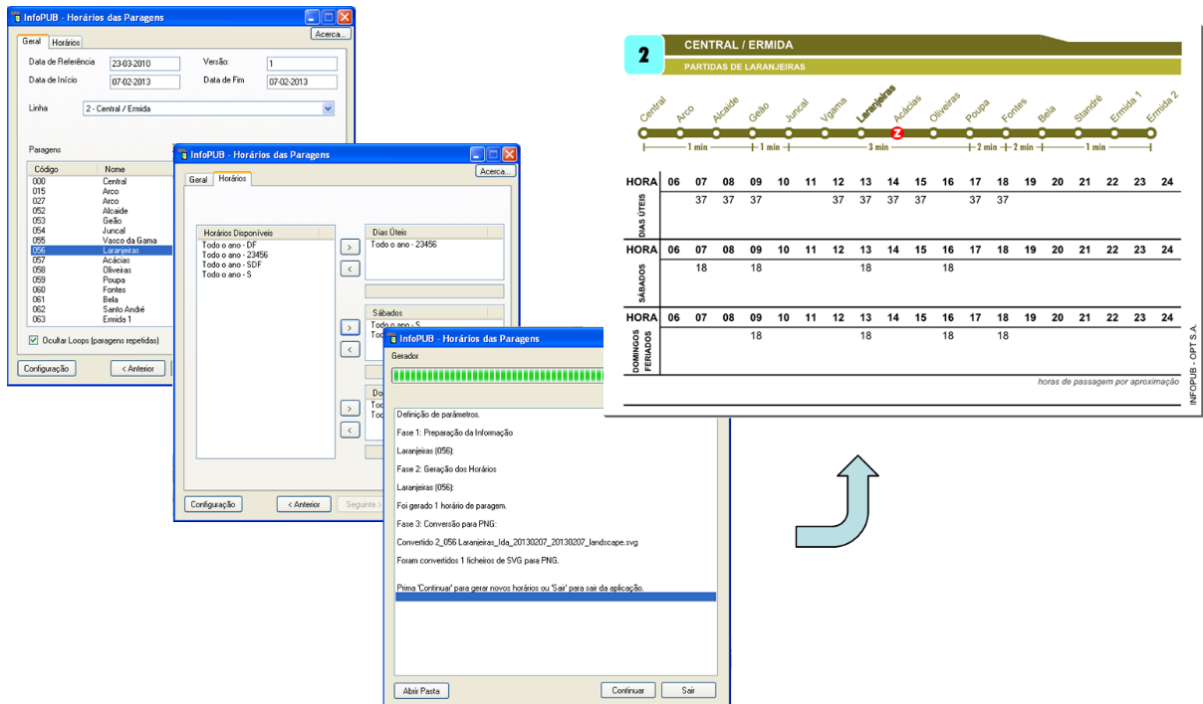 InfoPUB - Horários das Paragens
Acerca...
Geral Horários
Data de Referência 23-03-2010 Versão: 1
Data de Início 07-02-2013 Data de Fim 07-02-2013
Linha 2 - Central / Ermida
Paragens
Código Nome
000 Central
015 Arco
027 Arco
052 Alcaide
053 Geão
054 Juncal
055 Vasco da Gama
056 Laranjeiras
057 Acácias
058 Oliveiras
059 Poupa
060 Fontes
061 Bela
062 Santo André
063 Ermida 1
Ocultar Loops (paragens repetidas)
Configuração < Anterior
InfoPUB - Horários das Paragens
Acerca...
Geral Horários
Horários Disponíveis
Todo o ano - DF
Todo o ano - 23456
Todo o ano - SDF
Todo o ano - S
> <
Dias Úteis
Todo o ano - 23456
> <
Sábados
Todo o ano - S
> <
Configuração < Anterior Seguinte >
InfoPUB - Horários das Paragens
Gerador
Definição de parâmetros.
Fase 1: Preparação da Informação
Laranjeiras (056):
Fase 2: Geração dos Horários
Laranjeiras (056):
Foi gerado 1 horário de paragem.
Fase 3: Conversão para PNG:
Convertido 2_056 Laranjeiras_Ida_20130207_20130207_landscape.svg
Foram convertidos 1 ficheiros de SVG para PNG.
Prima 'Continuar' para gerar novos horários ou 'Sair' para sair da aplicação.
Abrir Pasta Continuar Sair
2 CENTRAL / ERMIDA
PARTIDAS DE LARANJEIRAS
Central Arco Alcaide Geão Juncal Vgama Laranjeiras Acácias Oliveiras Poupa Fontes Bela Standré Ermida 1 Ermida 2
Z
1 min 1 min 3 min 2 min 2 min 1 min
HORA 06 07 08 09 10 11 12 13 14 15 16 17 18 19 20 21 22 23 24
DIAS ÚTEIS
37 37 37 37 37 37 37 37 37
HORA 06 07 08 09 10 11 12 13 14 15 16 17 18 19 20 21 22 23 24
SÁBADOS
18 18 18 18
HORA 06 07 08 09 10 11 12 13 14 15 16 17 18 19 20 21 22 23 24
DOMINGOS
FERIADOS
18 18 18 18
horas de passagem por aproximação
INFOPUB - OPT S.A.